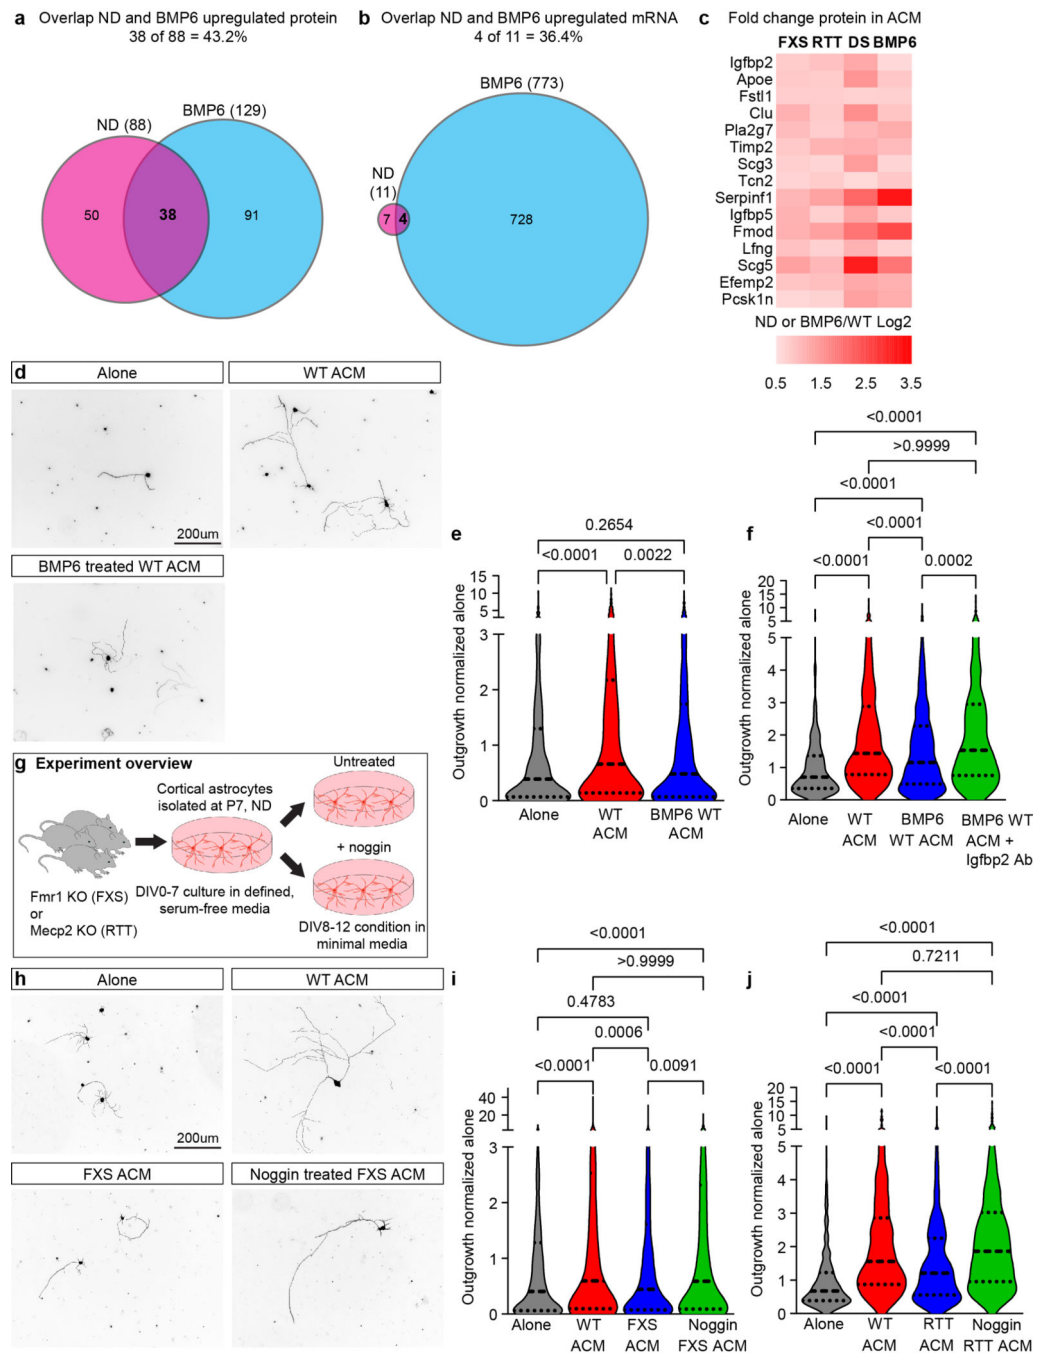 a
Overlap ND and BMP6 upregulated protein
38 of 88 = 43.2%
ND (88)
BMP6 (129)
50
38
91
b
Overlap ND and BMP6 upregulated mRNA
4 of 11 = 36.4%
BMP6 (773)
ND
(11)
7
4
728
c
Fold change protein in ACM
FXS RTT DS BMP6
Igfbp2
Apoe
Fstl1
Clu
Pla2g7
Timp2
Scg3
Tcn2
Serpinf1
Igfbp5
Fmod
Lfng
Scg5
Efemp2
Pcsk1n
ND or BMP6/WT Log2
0.5 1.5 2.5 3.5
d
Alone
WT ACM
200um
BMP6 treated WT ACM
e
0.2654
<0.0001
0.0022
Outgrowth normalized alone
15
10
5
3
2
1
0
Alone
WT
ACM
BMP6 WT
ACM
f
<0.0001
>0.9999
<0.0001
<0.0001
<0.0001
0.0002
Outgrowth normalized alone
20
15
10
5
5
4
3
2
1
0
Alone
WT
ACM
BMP6
WT ACM
BMP6 WT
ACM +
Igfbp2 Ab
g
Experiment overview
Cortical astrocytes
isolated at P7, ND
Untreated
+ noggin
Fmr1 KO (FXS)
or
Mecp2 KO (RTT)
DIV0-7 culture in defined,
serum-free media
DIV8-12 condition in
minimal media
h
Alone
WT ACM
200um
FXS ACM
Noggin treated FXS ACM
i
<0.0001
>0.9999
0.4783
0.0006
<0.0001
0.0091
Outgrowth normalized alone
40
20
3
2
1
0
Alone
WT
ACM
FXS
ACM
Noggin
FXS ACM
j
<0.0001
0.7211
<0.0001
<0.0001
<0.0001
<0.0001
Outgrowth normalized alone
20
15
10
5
5
4
3
2
1
0
Alone
WT
ACM
RTT
ACM
Noggin
RTT ACM